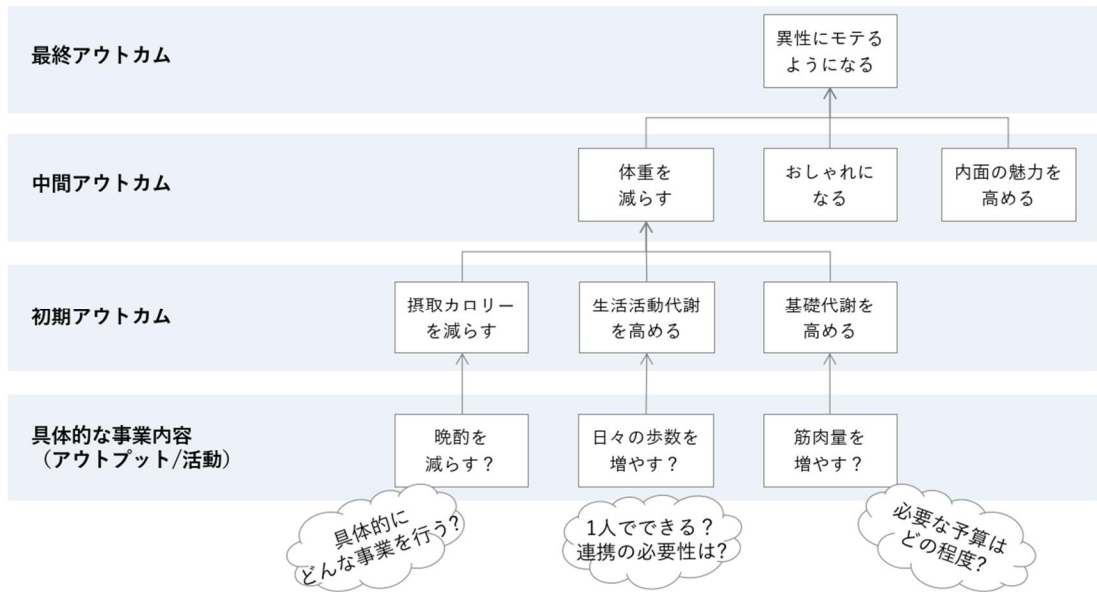 最終アウトカム
異性にモテる
ようになる
中間アウトカム
体重を
減らす
おしゃれに
なる
内面の魅力を
高める
初期アウトカム
摂取カロリー
を減らす
生活活動代謝
を高める
基礎代謝を
高める
具体的な事業内容
（アウトプット/活動）
晩酌を
減らす？
日々の歩数を
増やす？
筋肉量を
増やす？
具体的に
どんな事業を行う?
1人でできる？
連携の必要性は?
必要な予算は
どの程度?